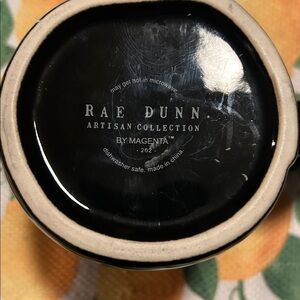 may get hot in microwave.
RAE DUNN
ARTISAN COLLECTION
BY MAGENTA™
262
dishwasher safe. made in china